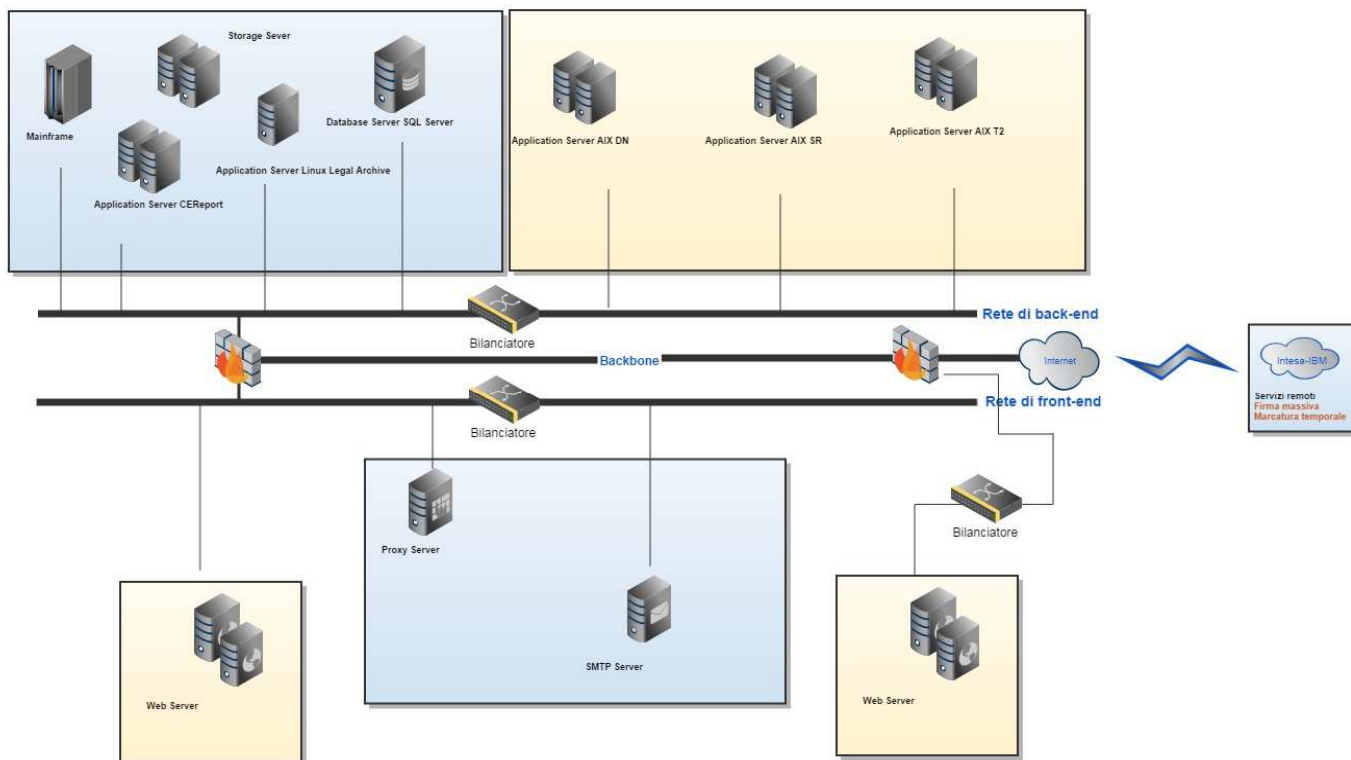 Storage Sever
Mainframe
Database Server SQL Server
Application Server Linux Legal Archive
Application Server CEReport
Application Server AIX DN
Application Server AIX SR
Application Server AIX T2
Rete di back-end
Bilanciatore
Backbone
Internet
Intesa-IBM
Servizi remoti
Firma massiva
Marcatura temporale
Rete di front-end
Bilanciatore
Proxy Server
Bilanciatore
SMTP Server
Web Server
Web Server